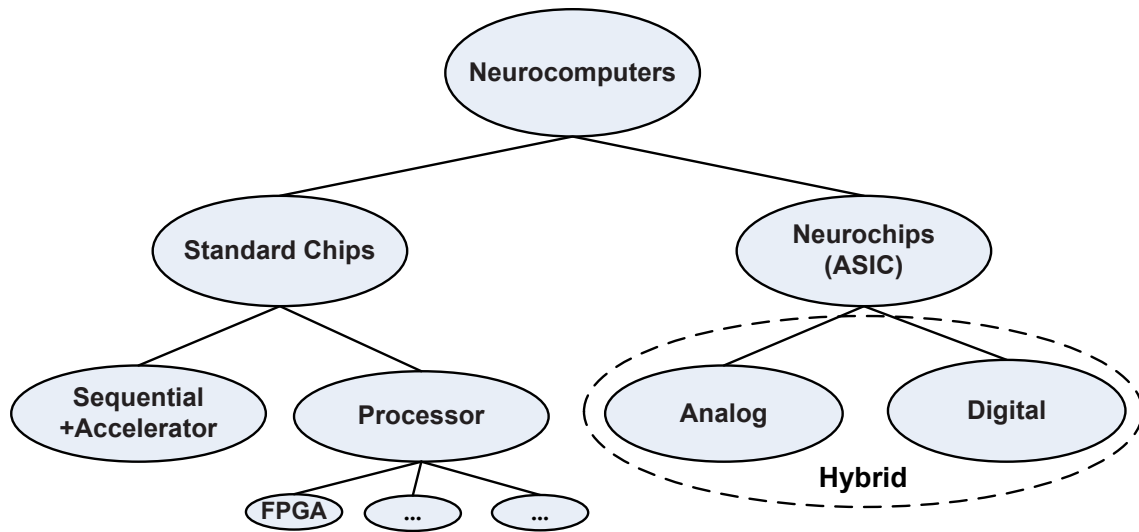 Neurocomputers
Standard Chips
Neurochips
(ASIC)
Sequential
+Accelerator
Processor
Analog
Digital
Hybrid
FPGA
...
...